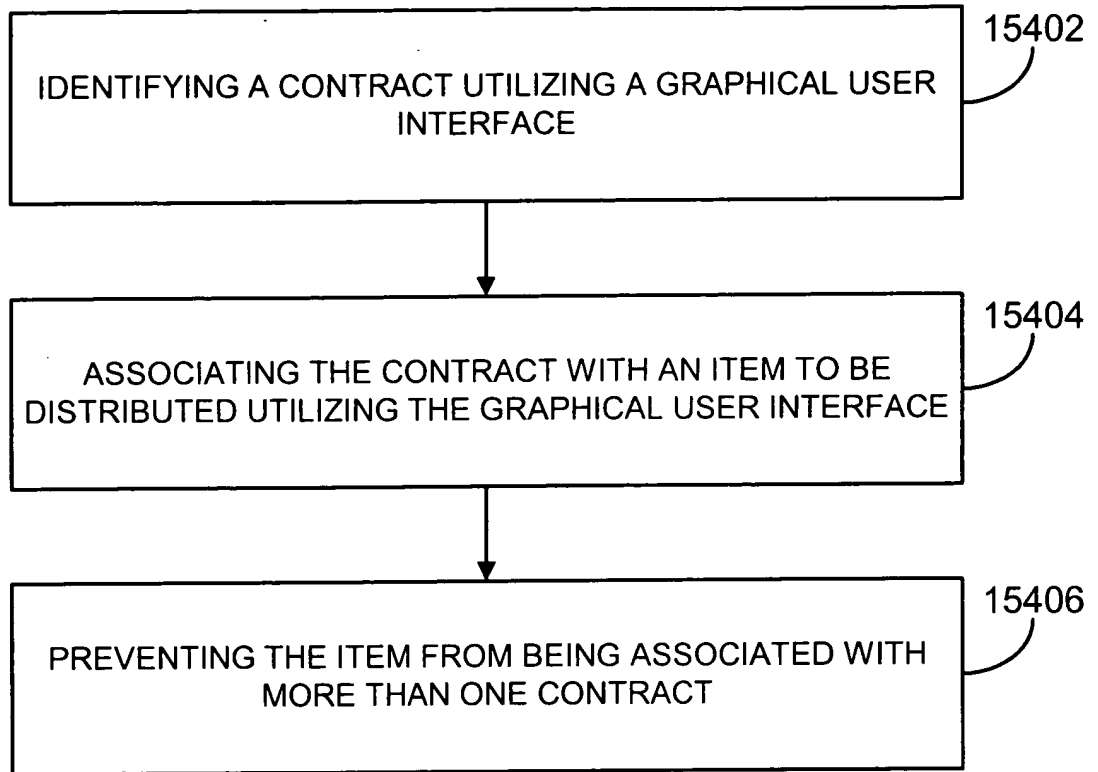 15402
IDENTIFYING A CONTRACT UTILIZING A GRAPHICAL USER
INTERFACE
15404
ASSOCIATING THE CONTRACT WITH AN ITEM TO BE
DISTRIBUTED UTILIZING THE GRAPHICAL USER INTERFACE
15406
PREVENTING THE ITEM FROM BEING ASSOCIATED WITH
MORE THAN ONE CONTRACT